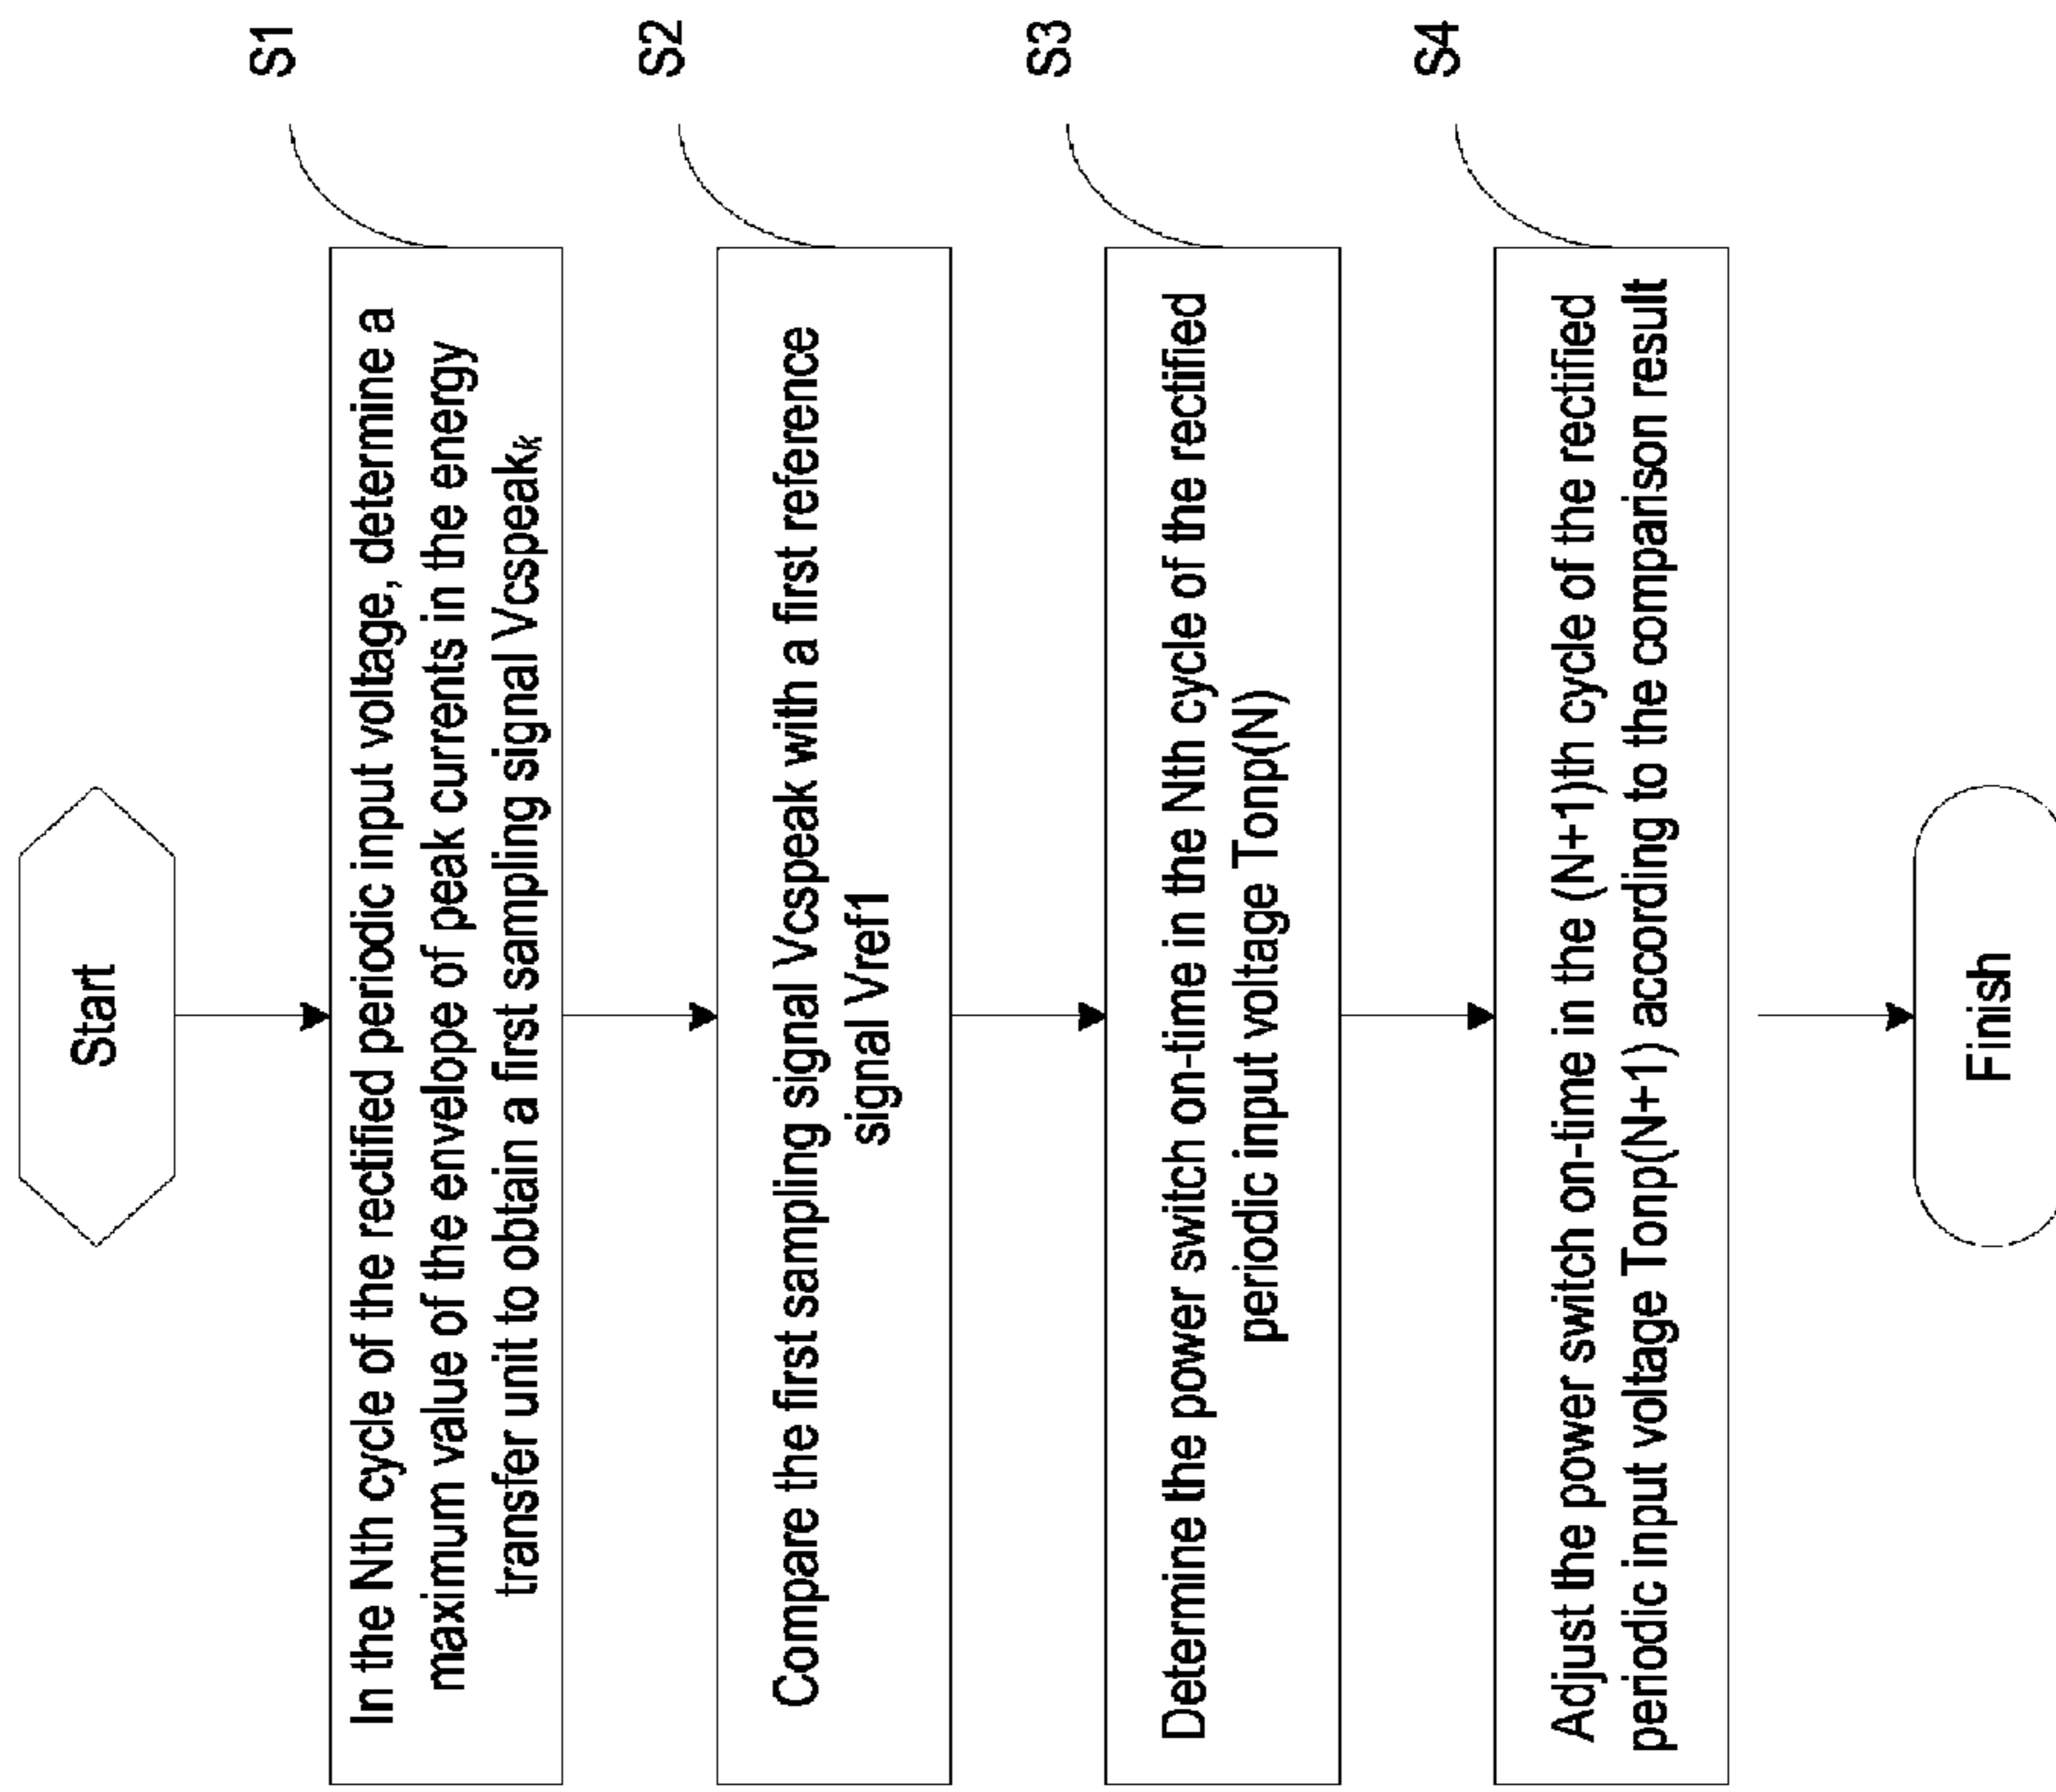 Start
S1
In the Nth cycle of the rectified periodic input voltage, determine a
maximum value of the envelope of peak currents in the energy
transfer unit to obtain a first sampling signal Vcspeakk
S2
Compare the first sampling signal Vcspeak with a first reference
signal Vref1
S3
Determine the power switch on-time in the Nth cycle of the rectified
periodic input voltage Tonp(N)
S4
Adjust the power switch on-time in the (N+1)th cycle of the rectified
periodic input voltage Tonp(N+1) according to the comparison result
Finish